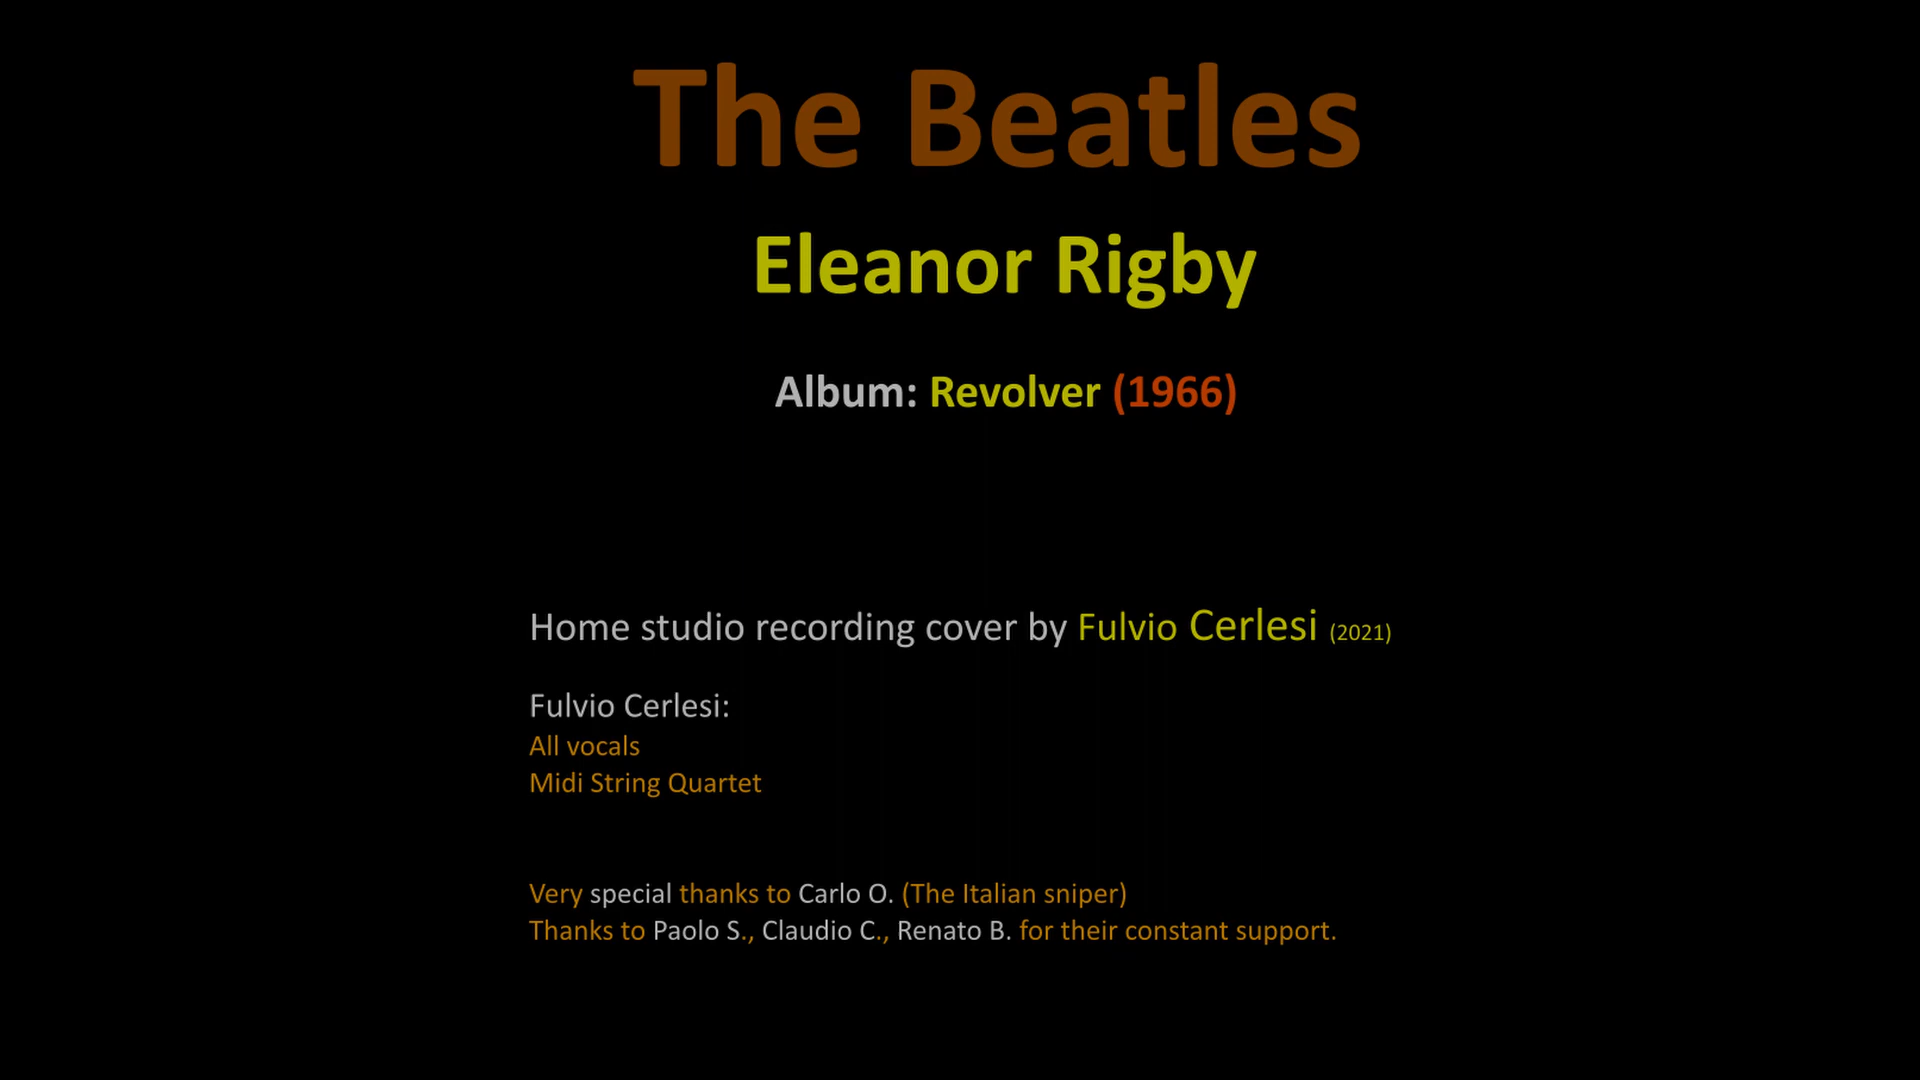 The Beatles
Eleanor Rigby
Album: Revolver (1966)
Home studio recording cover by Fulvio Cerlesi (2021)
Fulvio Cerlesi:
All vocals
Midi String Quartet
Very special thanks to Carlo O. (The Italian sniper)
Thanks to Paolo S., Claudio C., Renato B. for their constant support.